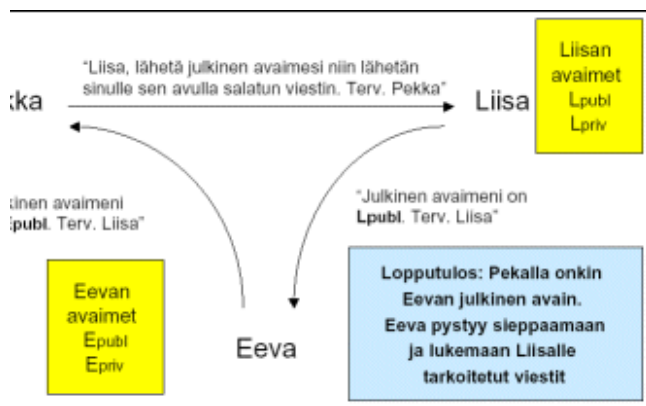 "Liisa, lähetä julkinen avaimesi niin lähetän
sinulle sen avulla salatun viestin. Terv. Pekka"
kka
Liisa
Liisan
avaimet
Lpubl
Lpriv
kinen avaimeni
Epubl. Terv. Liisa"
"Julkinen avaimeni on
Lpubl. Terv. Liisa"
Eevan
avaimet
Epubl
Epriv
Eeva
Lopputulos: Pekalla onkin
Eevan julkinen avain.
Eeva pystyy sieppaamaan
ja lukemaan Liisalle
tarkoitetut viestit